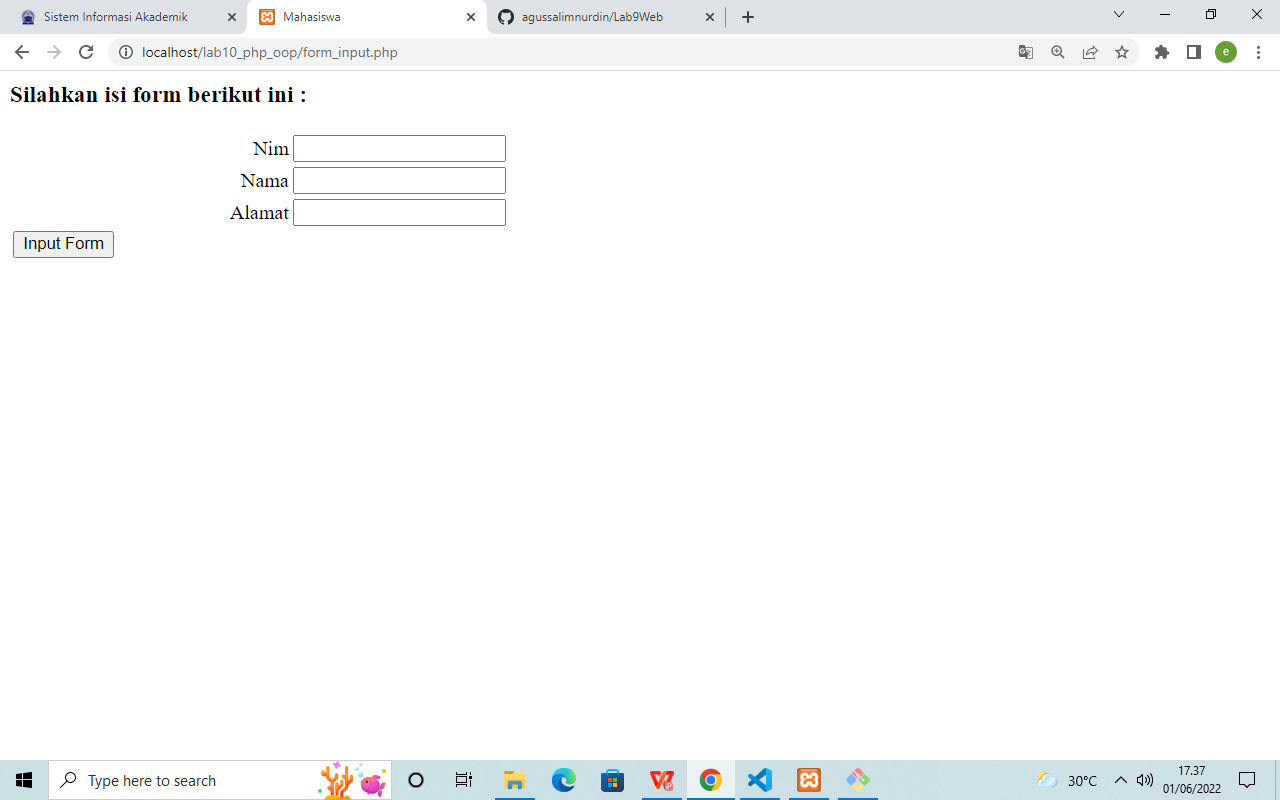 Sistem Informasi Akademik
Mahasiswa
agussalimnurdin/Lab9Web
localhost/lab10_php_oop/form_input.php
e
Silahkan isi form berikut ini :
Nim
Nama
Alamat
Input Form
Type here to search
30°C
17.37
01/06/2022